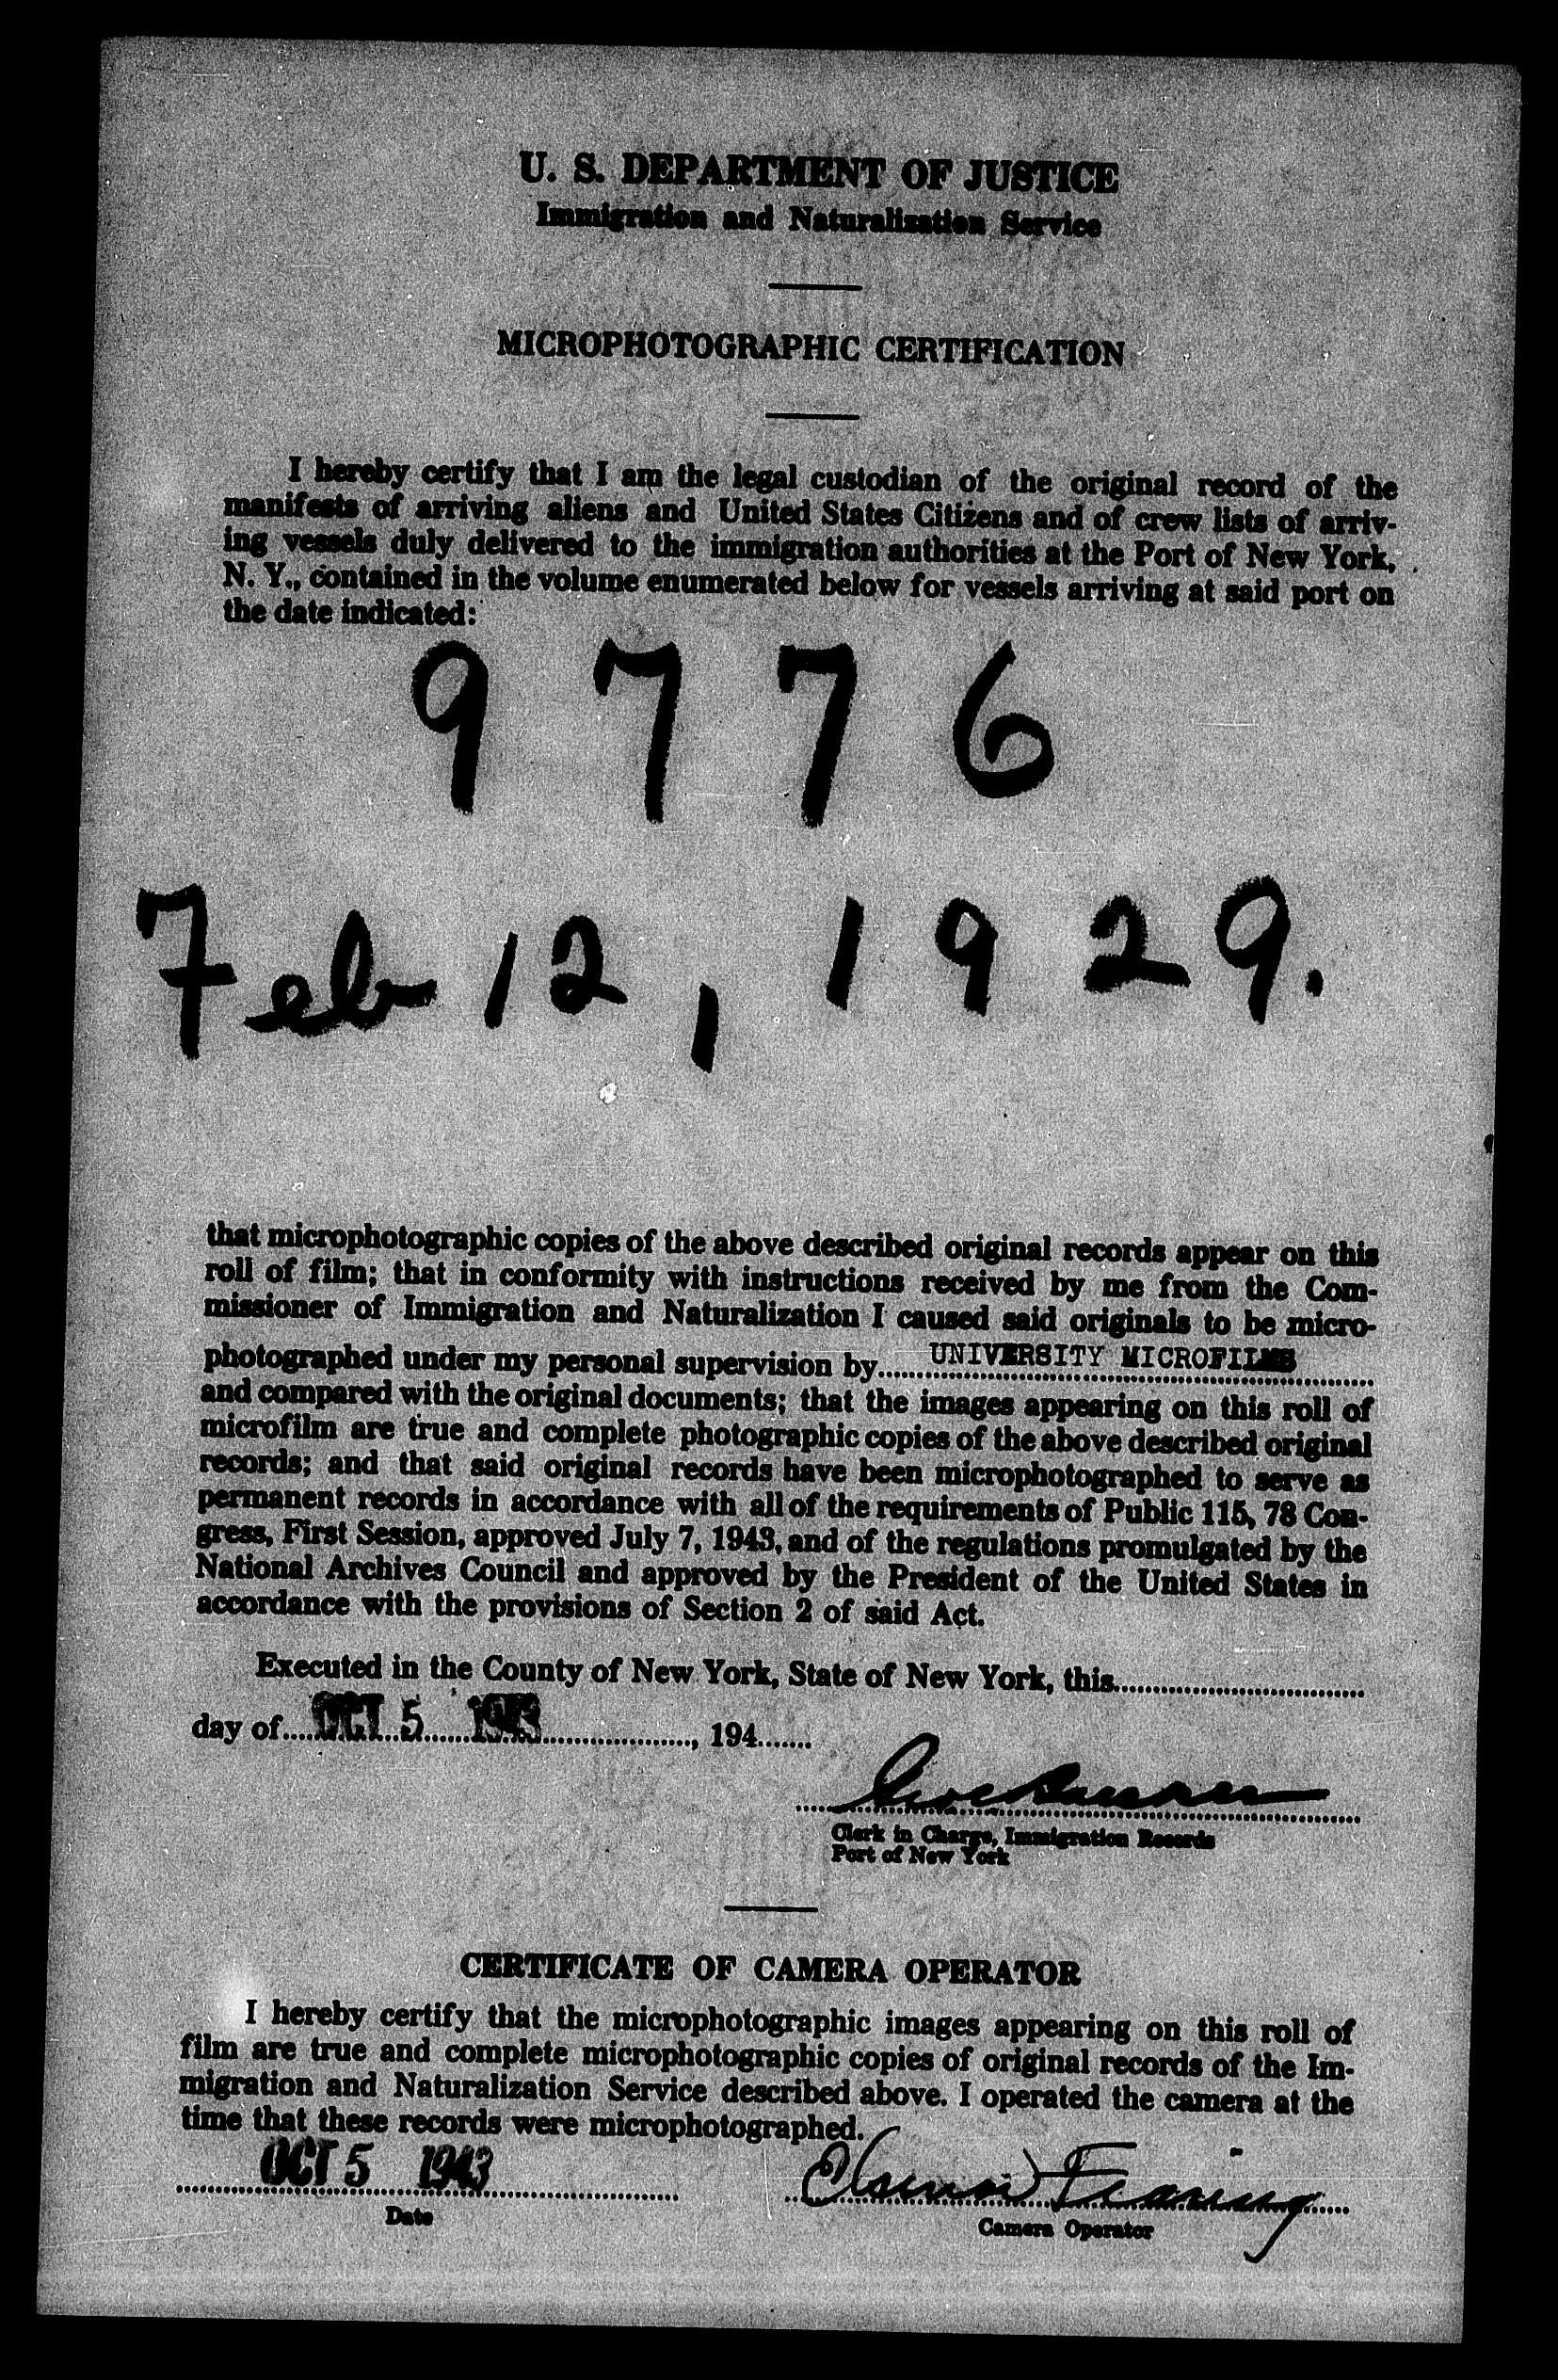 U. S. DEPARTMENT OF JUSTICE
Immigration and Naturalization Service
MICROPHOTOGRAPHIC CERTIFICATION
I hereby certify that I am the legal custodian of the original record of the
manifests of arriving aliens and United States Citizens and of crew lists of arriv-
ing vessels duly delivered to the immigration authorities at the Port of New York,
N. Y., contained in the volume enumerated below for vessels arriving at said port on
the date indicated:
9776
Feb 12, 1929.
that microphotographic copies of the above described original records appear on this
roll of film; that in conformity with instructions received by me from the Com-
missioner of Immigration and Naturalization I caused said originals to be micro-
photographed under my personal supervision by UNIVERSITY MICROFILMS
and compared with the original documents; that the images appearing on this roll of
microfilm are true and complete photographic copies of the above described original
records; and that said original records have been microphotographed to serve as
permanent records in accordance with all of the requirements of Public 115, 78 Con-
gress, First Session, approved July 7, 1943, and of the regulations promulgated by the
National Archives Council and approved by the President of the United States in
accordance with the provisions of Section 2 of said Act.
Executed in the County of New York, State of New York, this
day of OCT 5 1943, 194
Clerk in Charge, Immigration Records
Port of New York
CERTIFICATE OF CAMERA OPERATOR
I hereby certify that the microphotographic images appearing on this roll of
film are true and complete microphotographic copies of original records of the Im-
migration and Naturalization Service described above. I operated the camera at the
time that these records were microphotographed.
OCT 5 1943
Date
Camera Operator